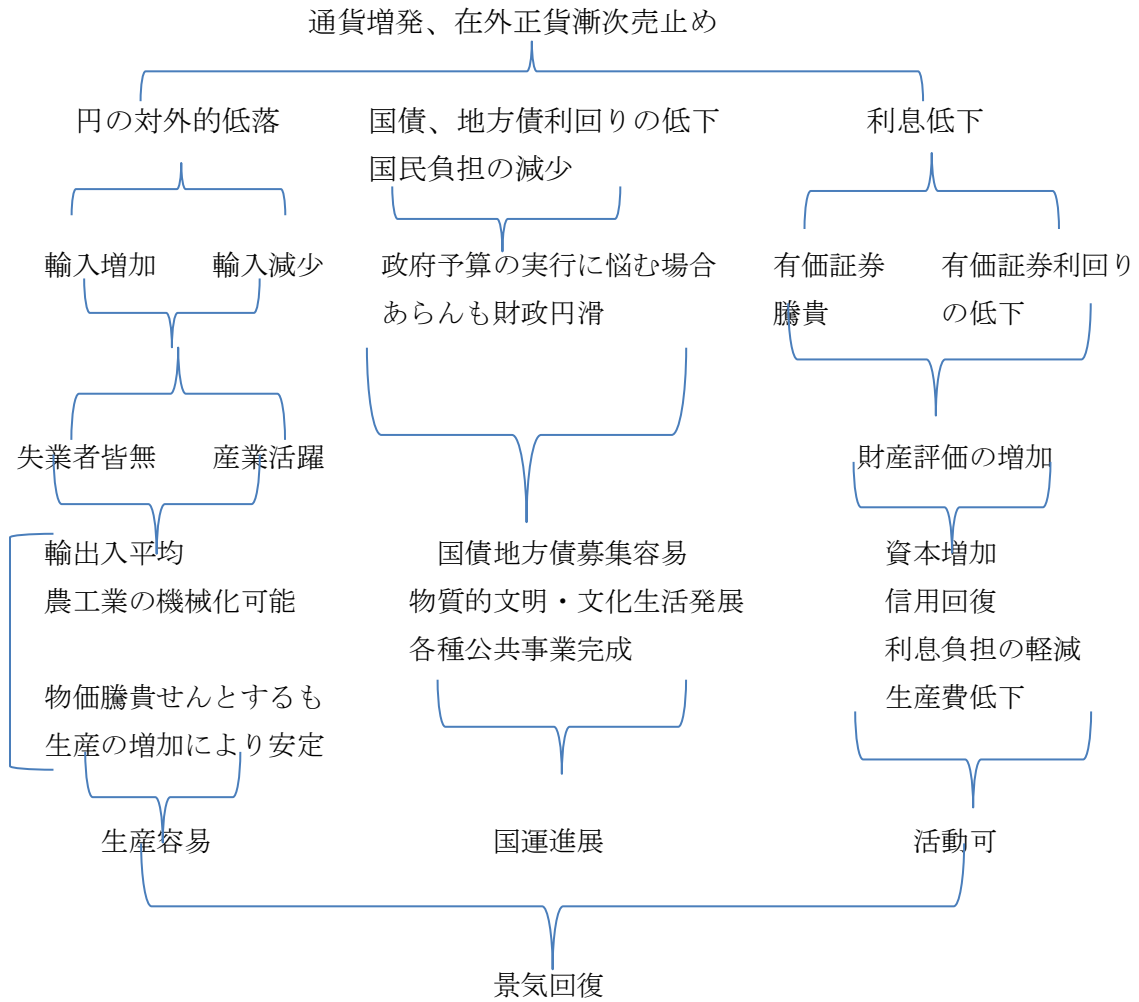 通貨増発、在外正貨漸次売止め
円の対外的低落
国債、地方債利回りの低下
国民負担の減少
利息低下
輸入増加
輸入減少
政府予算の実行に悩む場合
あらんも財政円滑
有価証券
騰貴
有価証券利回り
の低下
失業者皆無
産業活躍
財産評価の増加
輸出入平均
農工業の機械化可能
物価騰貴せんとするも
生産の増加により安定
国債地方債募集容易
物質的文明・文化生活発展
各種公共事業完成
資本増加
信用回復
利息負担の軽減
生産費低下
生産容易
国運進展
活動可
景気回復